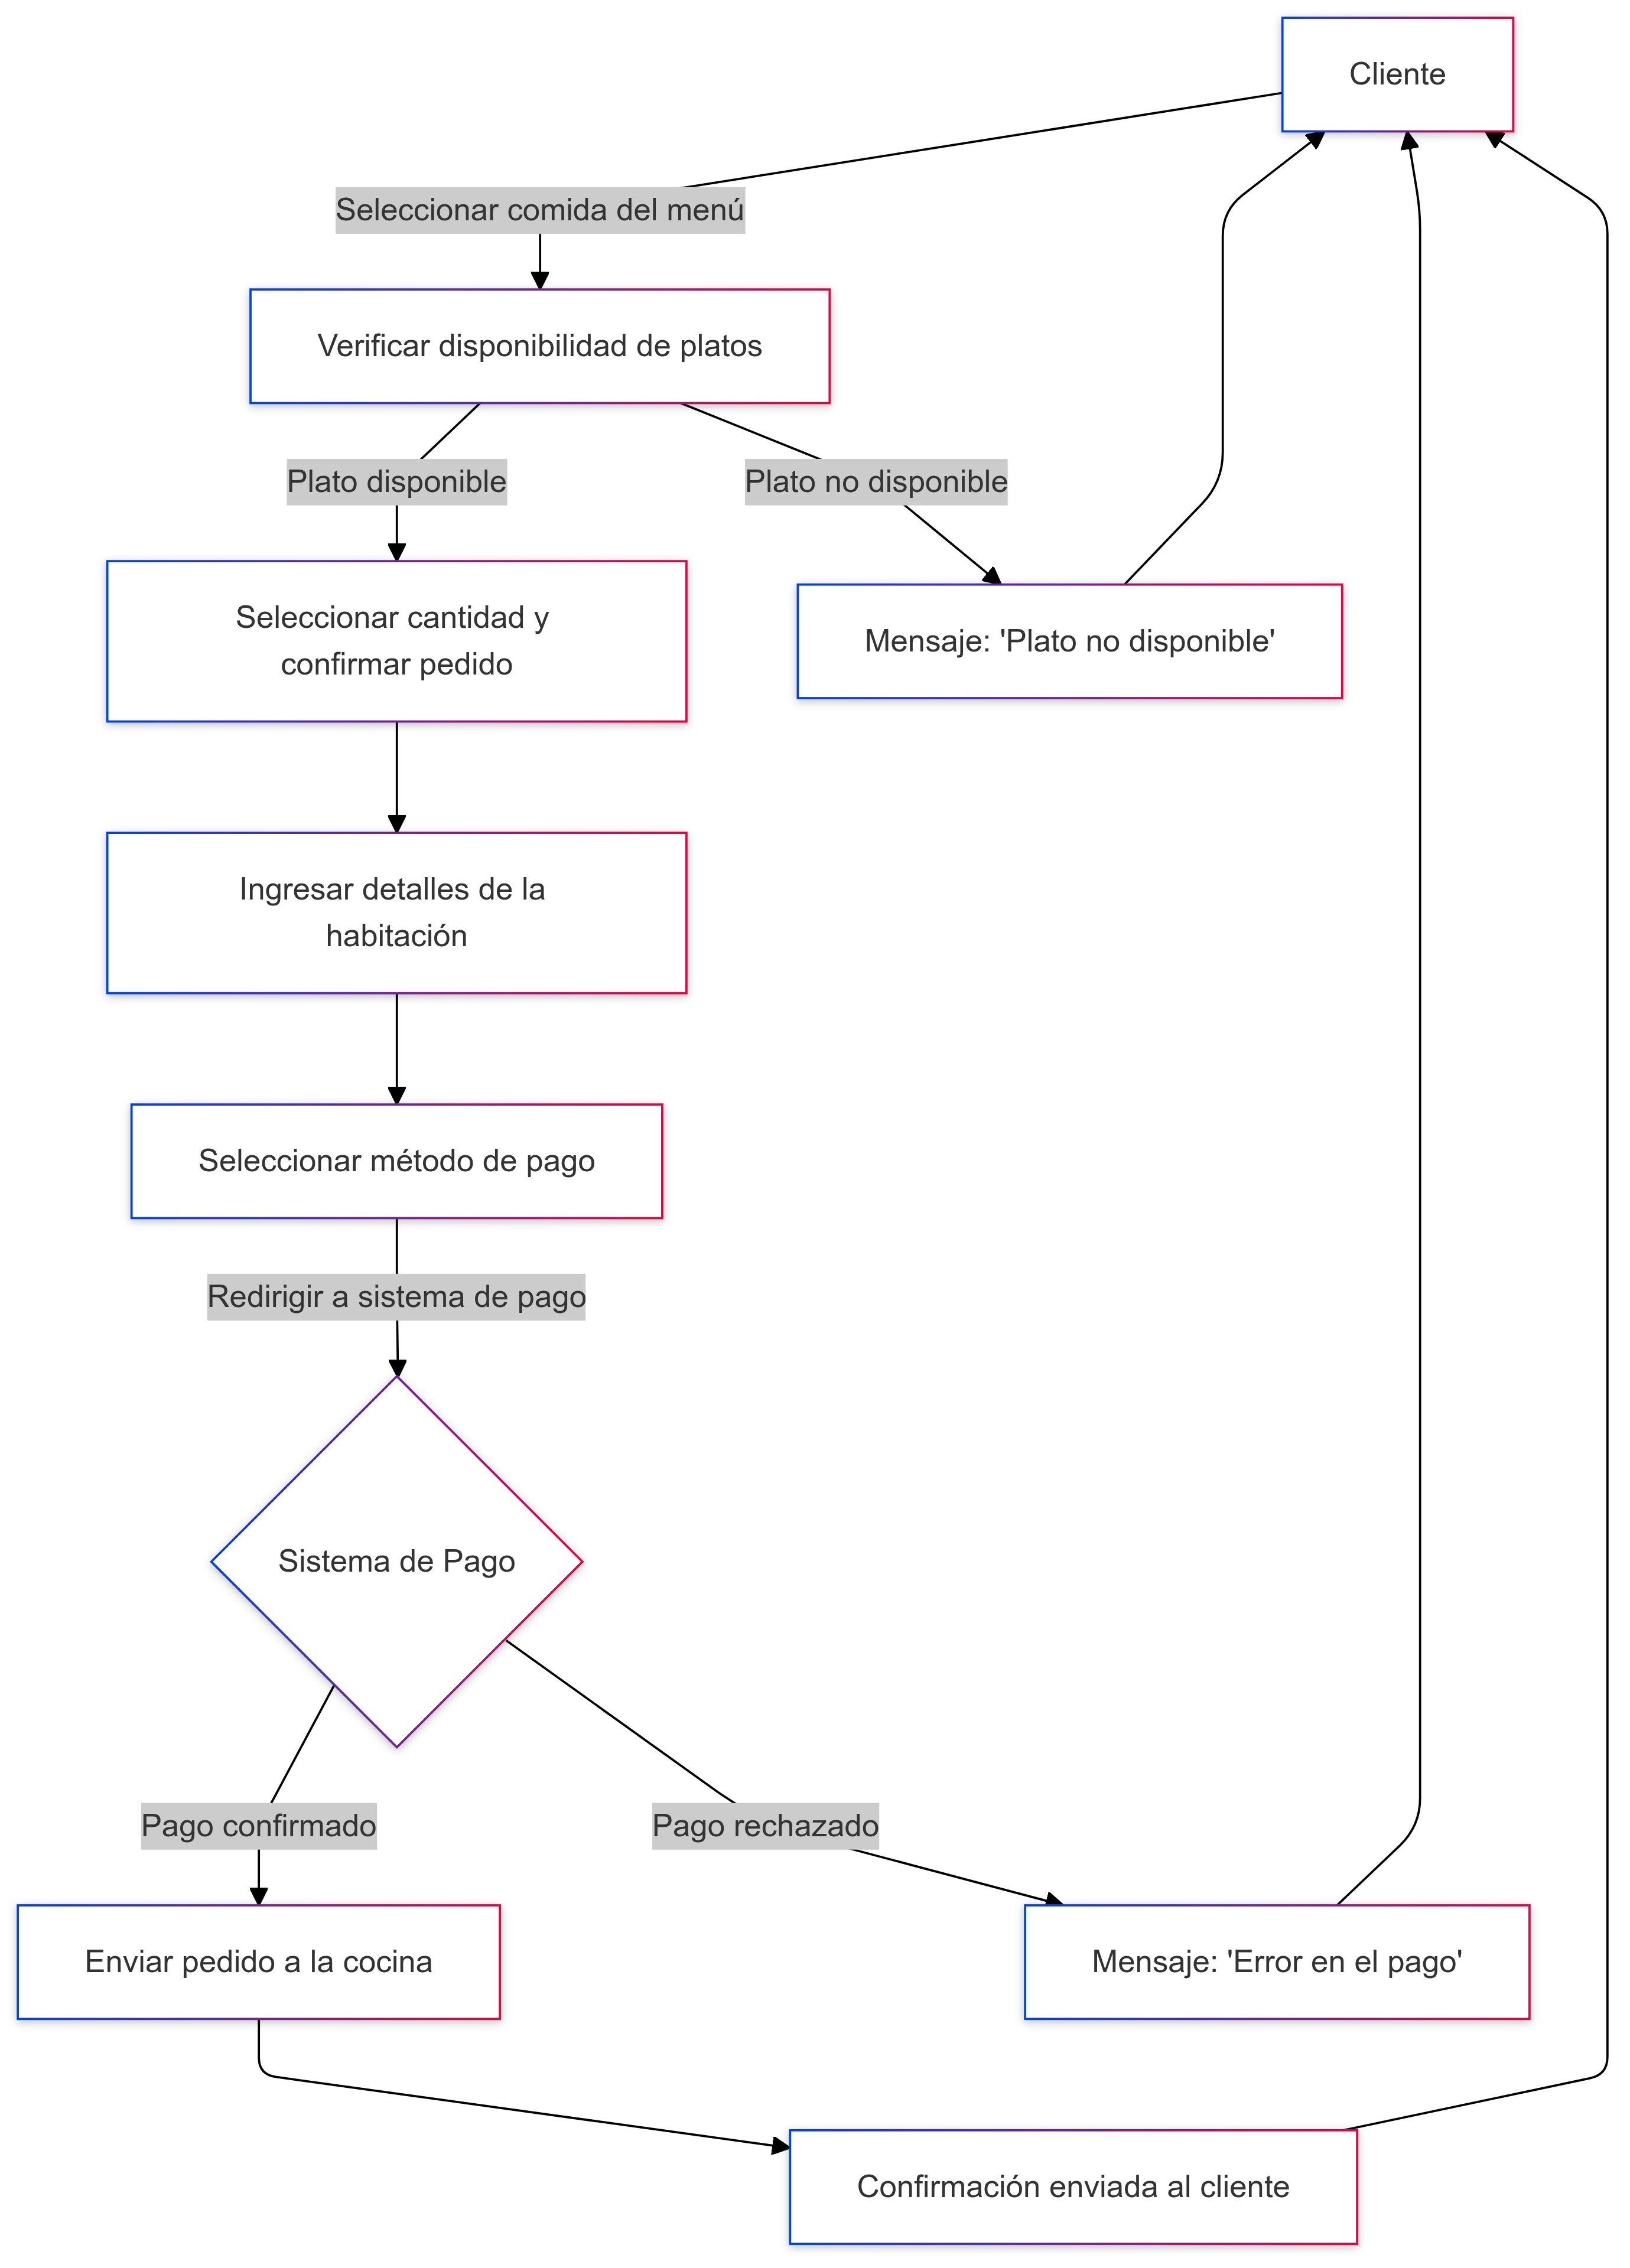 Cliente
Seleccionar comida del menú
Verificar disponibilidad de platos
Plato disponible
Plato no disponible
Seleccionar cantidad y
confirmar pedido
Mensaje: 'Plato no disponible'
Ingresar detalles de la
habitación
Seleccionar método de pago
Redirigir a sistema de pago
Sistema de Pago
Pago confirmado
Pago rechazado
Enviar pedido a la cocina
Mensaje: 'Error en el pago'
Confirmación enviada al cliente